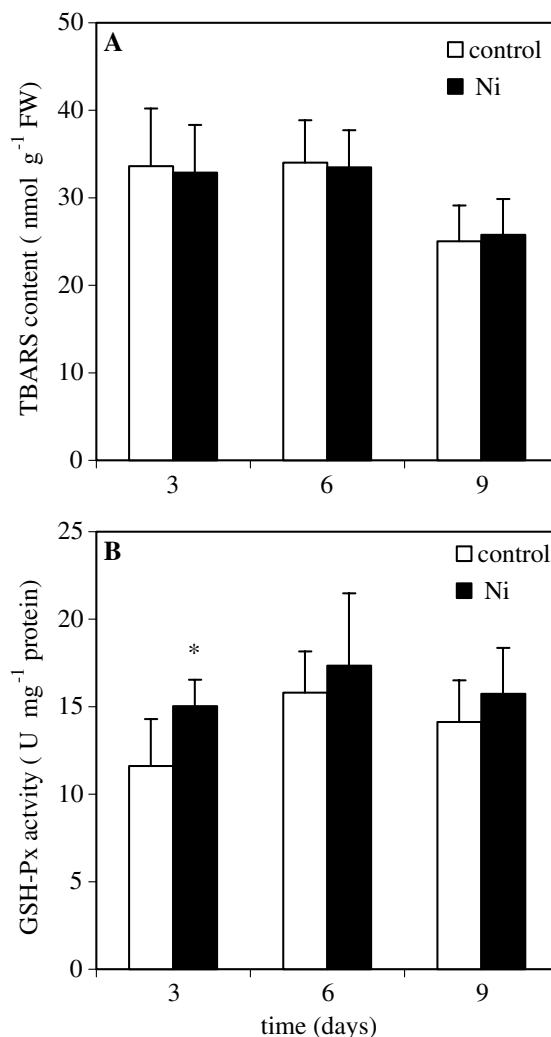 50
A
control
Ni
40
30
20
10
0
TBARS content ( nmol g⁻¹ FW)
3 6 9
25
B
control
Ni
20
*
15
10
5
0
GSH-Px actvity ( U mg⁻¹ protein)
3 6 9
time (days)